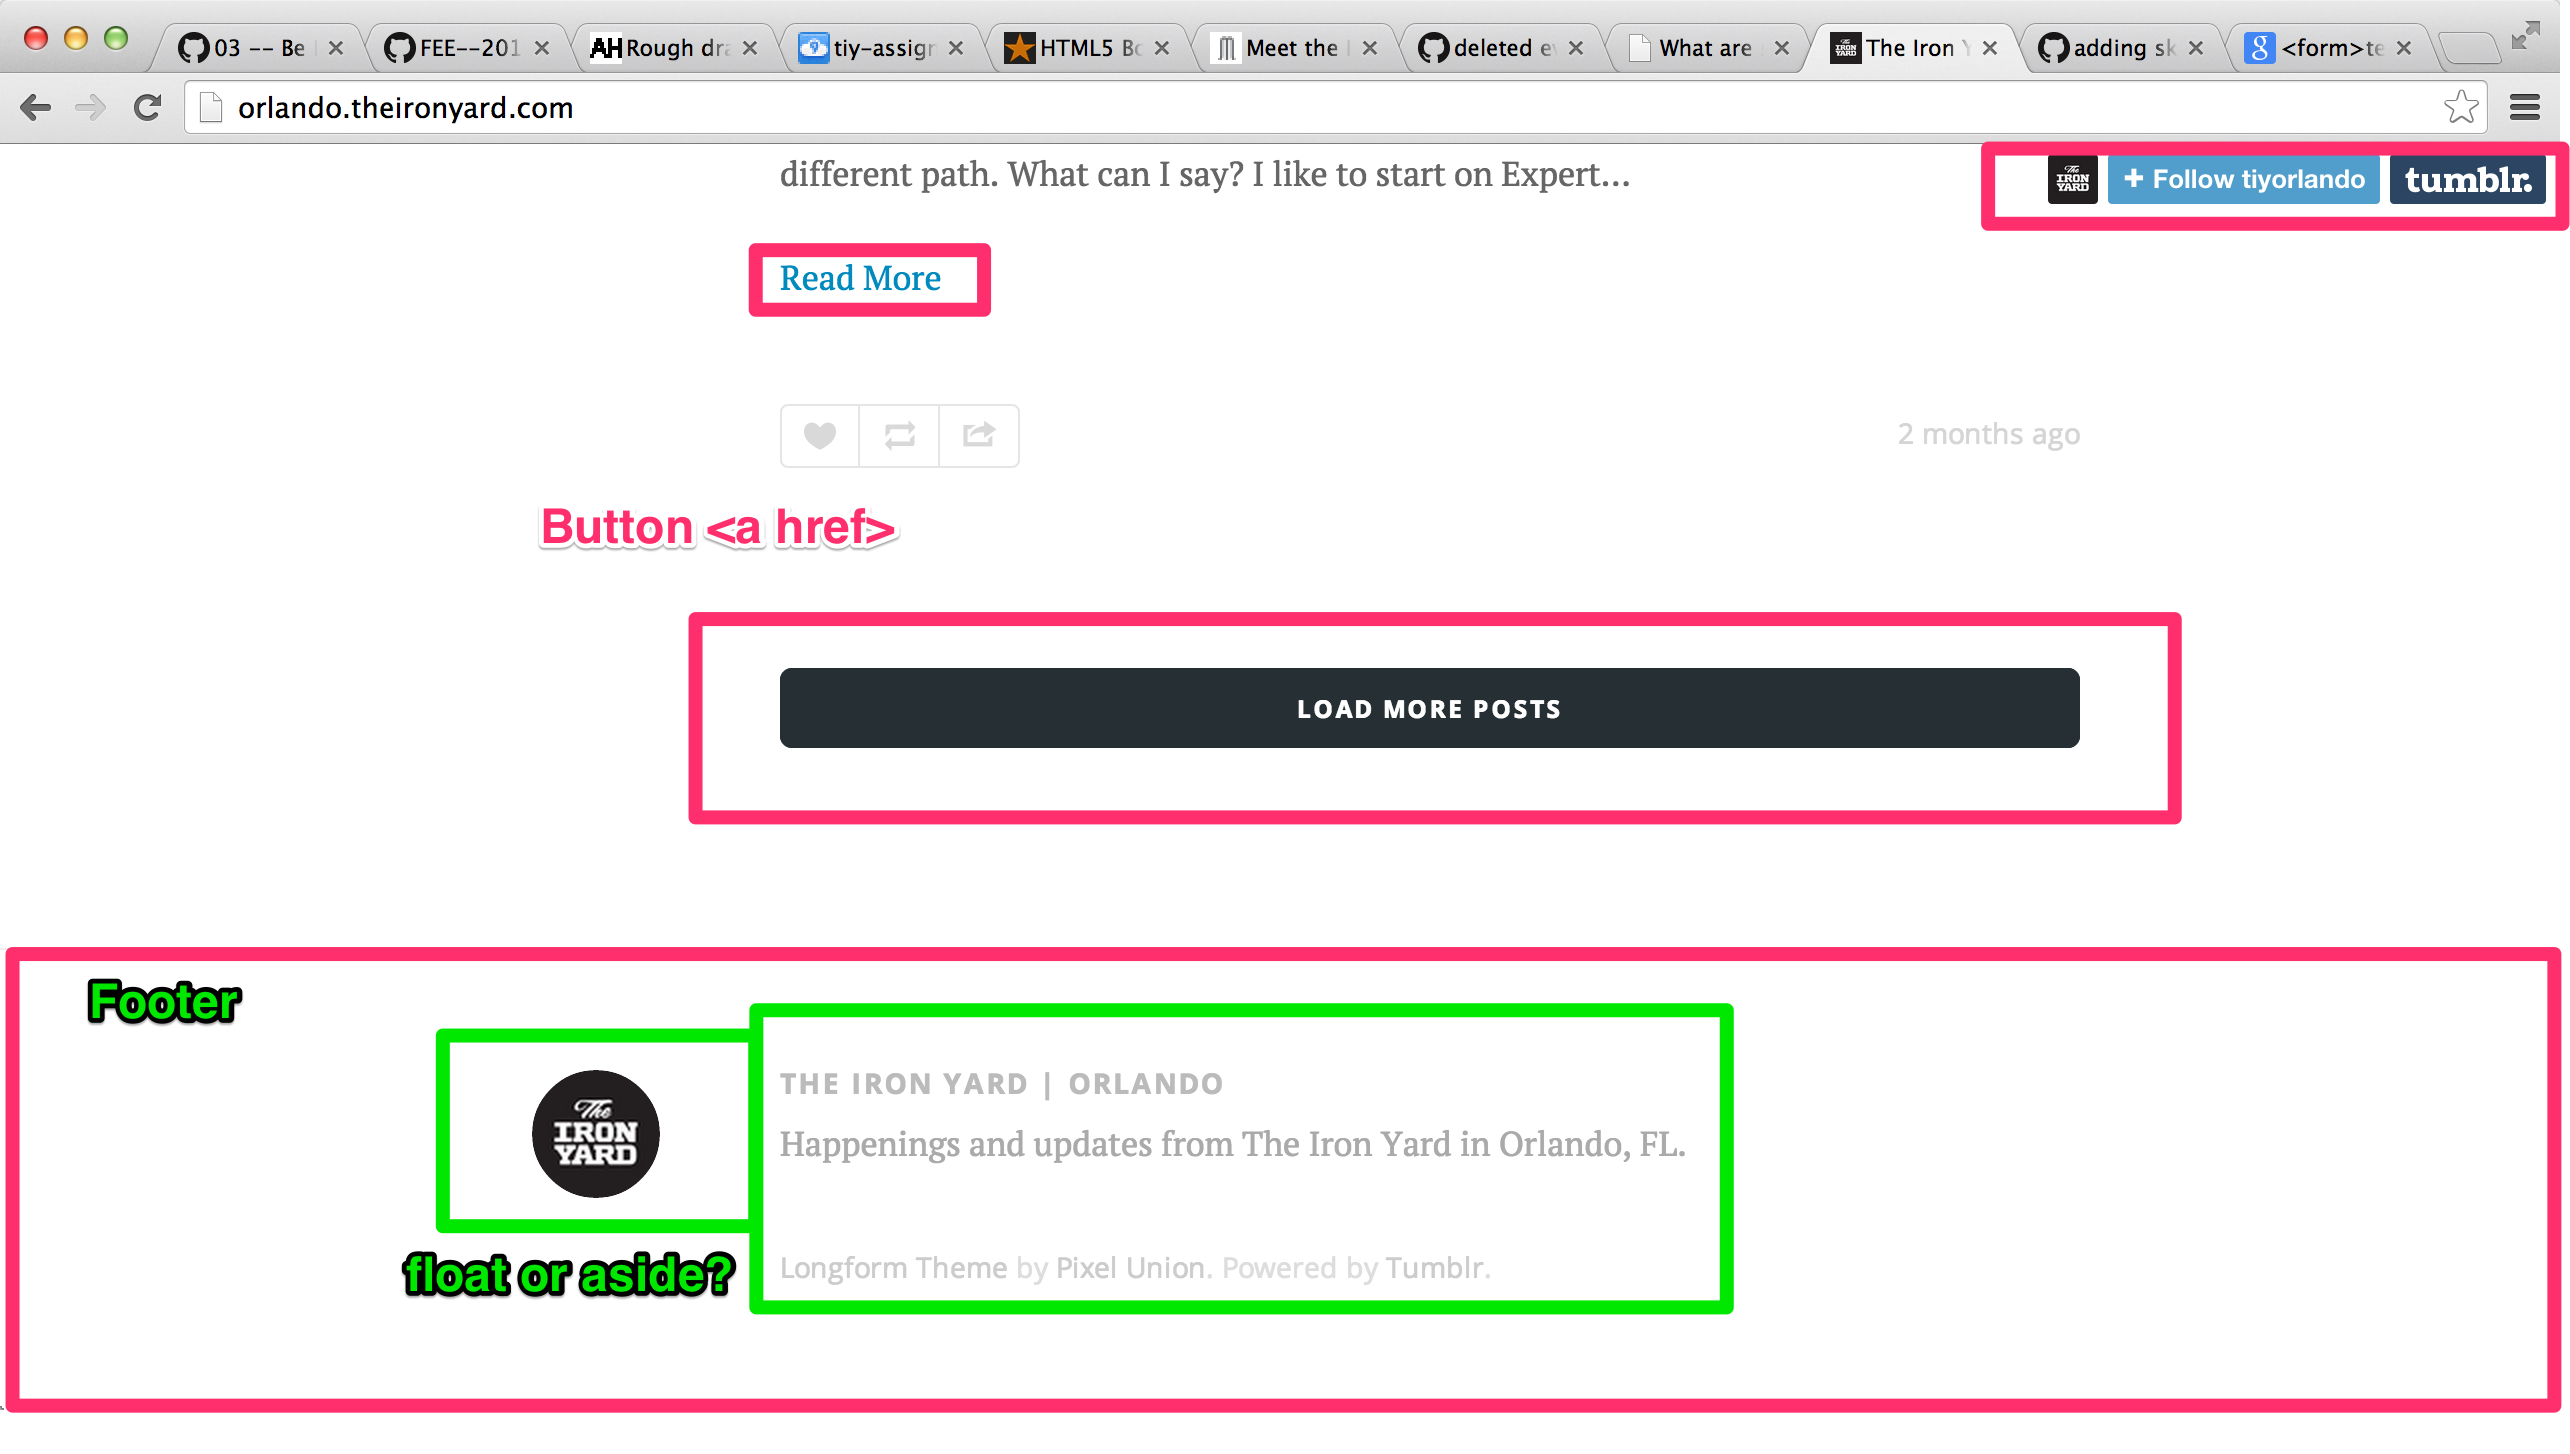 03 -- Be
FEE--201
AH Rough dra
tiy-assign
HTML5 Bo
Meet the
deleted e
What are
The Iron Y
adding sk
<form>te
orlando.theironyard.com
different path. What can I say? I like to start on Expert...
The IRON YARD
+ Follow tiyorlando
tumblr.
Read More
2 months ago
Button <a href>
LOAD MORE POSTS
Footer
The
IRON
YARD
THE IRON YARD | ORLANDO
Happenings and updates from The Iron Yard in Orlando, FL.
float or aside?
Longform Theme by Pixel Union. Powered by Tumblr.